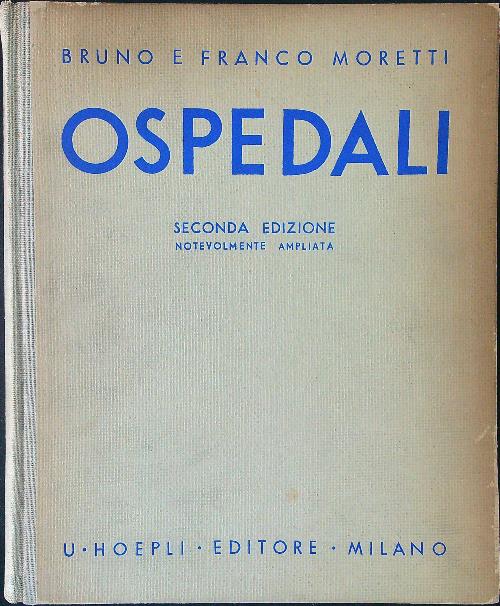 BRUNO E FRANCO MORETTI
OSPEDALI
SECONDA EDIZIONE
NOTEVOLMENTE AMPLIATA
U·HOEPLI·EDITORE·MILANO